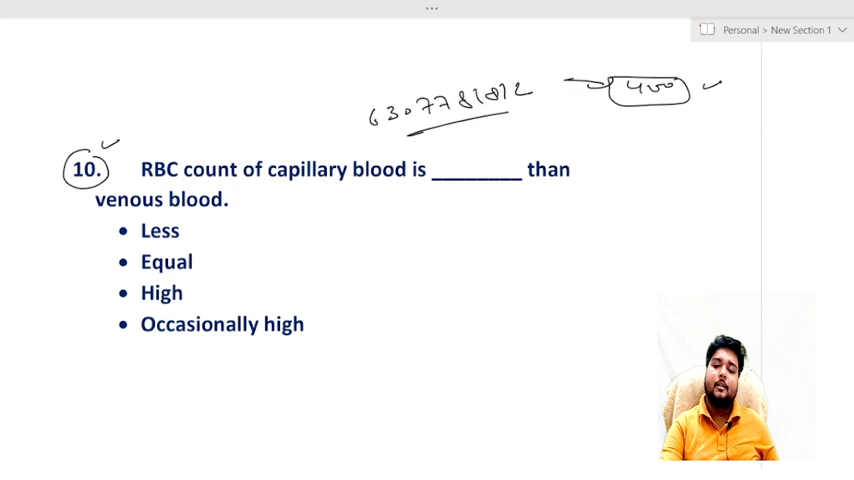 Personal > New Section 1
6307781812
400
10. RBC count of capillary blood is ________ than
venous blood.
• Less
• Equal
• High
• Occasionally high